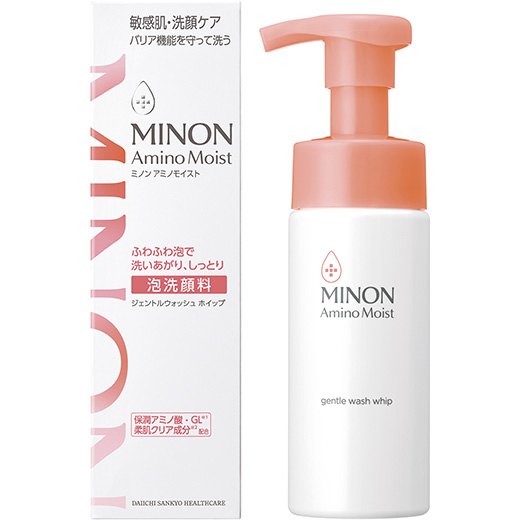 敏感肌・洗顔ケア
バリア機能を守って洗う
MINON
Amino Moist
ミノン アミノモイスト
MINON
ふわふわ泡で
洗いあがり、しっとり
泡洗顔料
ジェントルウォッシュ ホイップ
保潤アミノ酸・GL※1
柔肌クリア成分※2配合
DAIICHI SANKYO HEALTHCARE
MINON
Amino Moist
gentle wash whip